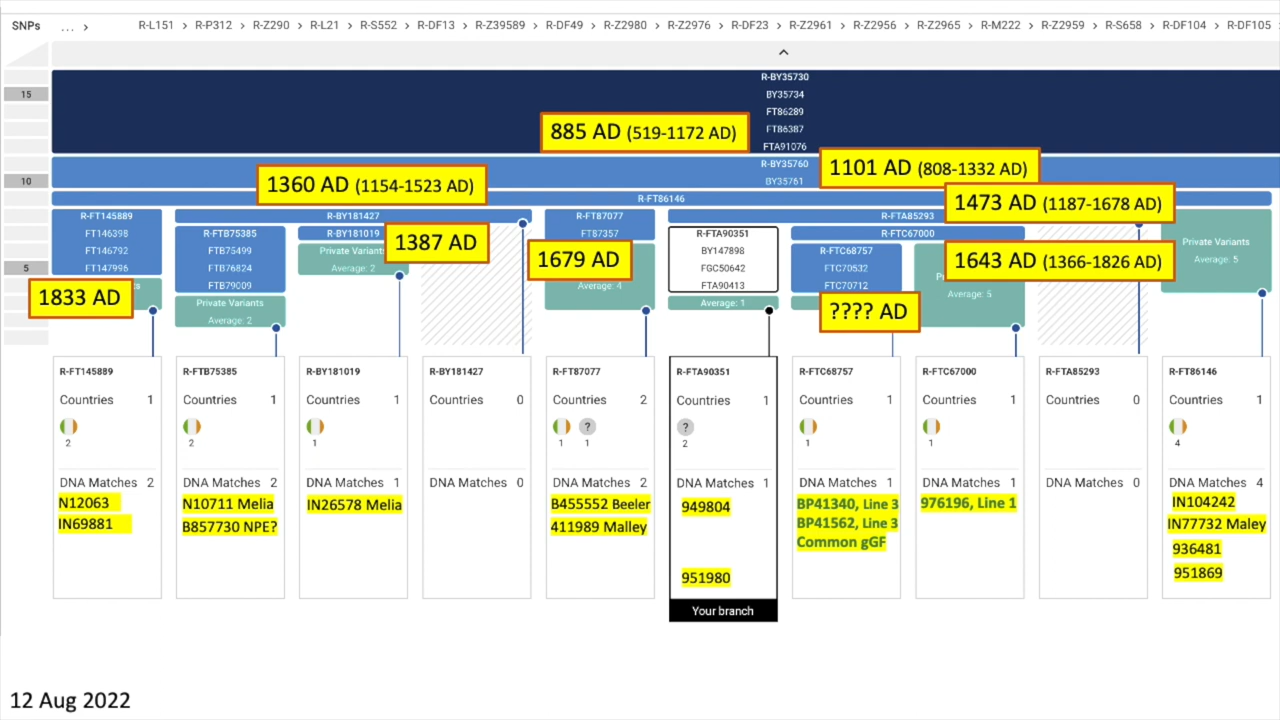 SNPs ... > R-L151 > R-P312 > R-Z290 > R-L21 > R-S552 > R-DF13 > R-Z39589 > R-DF49 > R-Z2980 > R-Z2976 > R-DF23 > R-Z2961 > R-Z2956 > R-Z2965 > R-M222 > R-Z2959 > R-S658 > R-DF104 > R-DF105
R-BY35730
15
BY35734
FT86289
FT86387
FTA91076
885 AD (519-1172 AD)
R-BY35760
10
BY35761
1101 AD (808-1332 AD)
1360 AD (1154-1523 AD)
R-FT86146
1473 AD (1187-1678 AD)
R-FT145889
FT146398
FT146792
5
FT147996
1833 AD
R-BY181427
R-FTB75385
FTB75499
FTB76824
FTB79009
Private Variants
Average: 2
R-BY181019
Private Variants
Average: 2
1387 AD
R-FT87077
FT87357
1679 AD
Average: 4
R-FTA85293
R-FTA90351
BY147898
FGC50642
FTA90413
Average: 1
R-FTC67000
R-FTC68757
FTC70532
FTC70712
???? AD
1643 AD (1366-1826 AD)
Average: 5
Private Variants
Average: 5
R-FT145889
Countries 1
2
DNA Matches 2
N12063
IN69881
R-FTB75385
Countries 1
2
DNA Matches 2
N10711 Melia
B857730 NPE?
R-BY181019
Countries 1
1
DNA Matches 1
IN26578 Melia
R-BY181427
Countries 0
DNA Matches 0
R-FT87077
Countries 2
?
1 1
DNA Matches 2
B455552 Beeler
411989 Malley
R-FTA90351
Countries 1
?
2
DNA Matches 1
949804
951980
Your branch
R-FTC68757
Countries 1
1
DNA Matches 1
BP41340, Line 3
BP41562, Line 3
Common gGF
R-FTC67000
Countries 1
1
DNA Matches 1
976196, Line 1
R-FTA85293
Countries 0
DNA Matches 0
R-FT86146
Countries 1
4
DNA Matches 4
IN104242
IN77732 Maley
936481
951869
12 Aug 2022